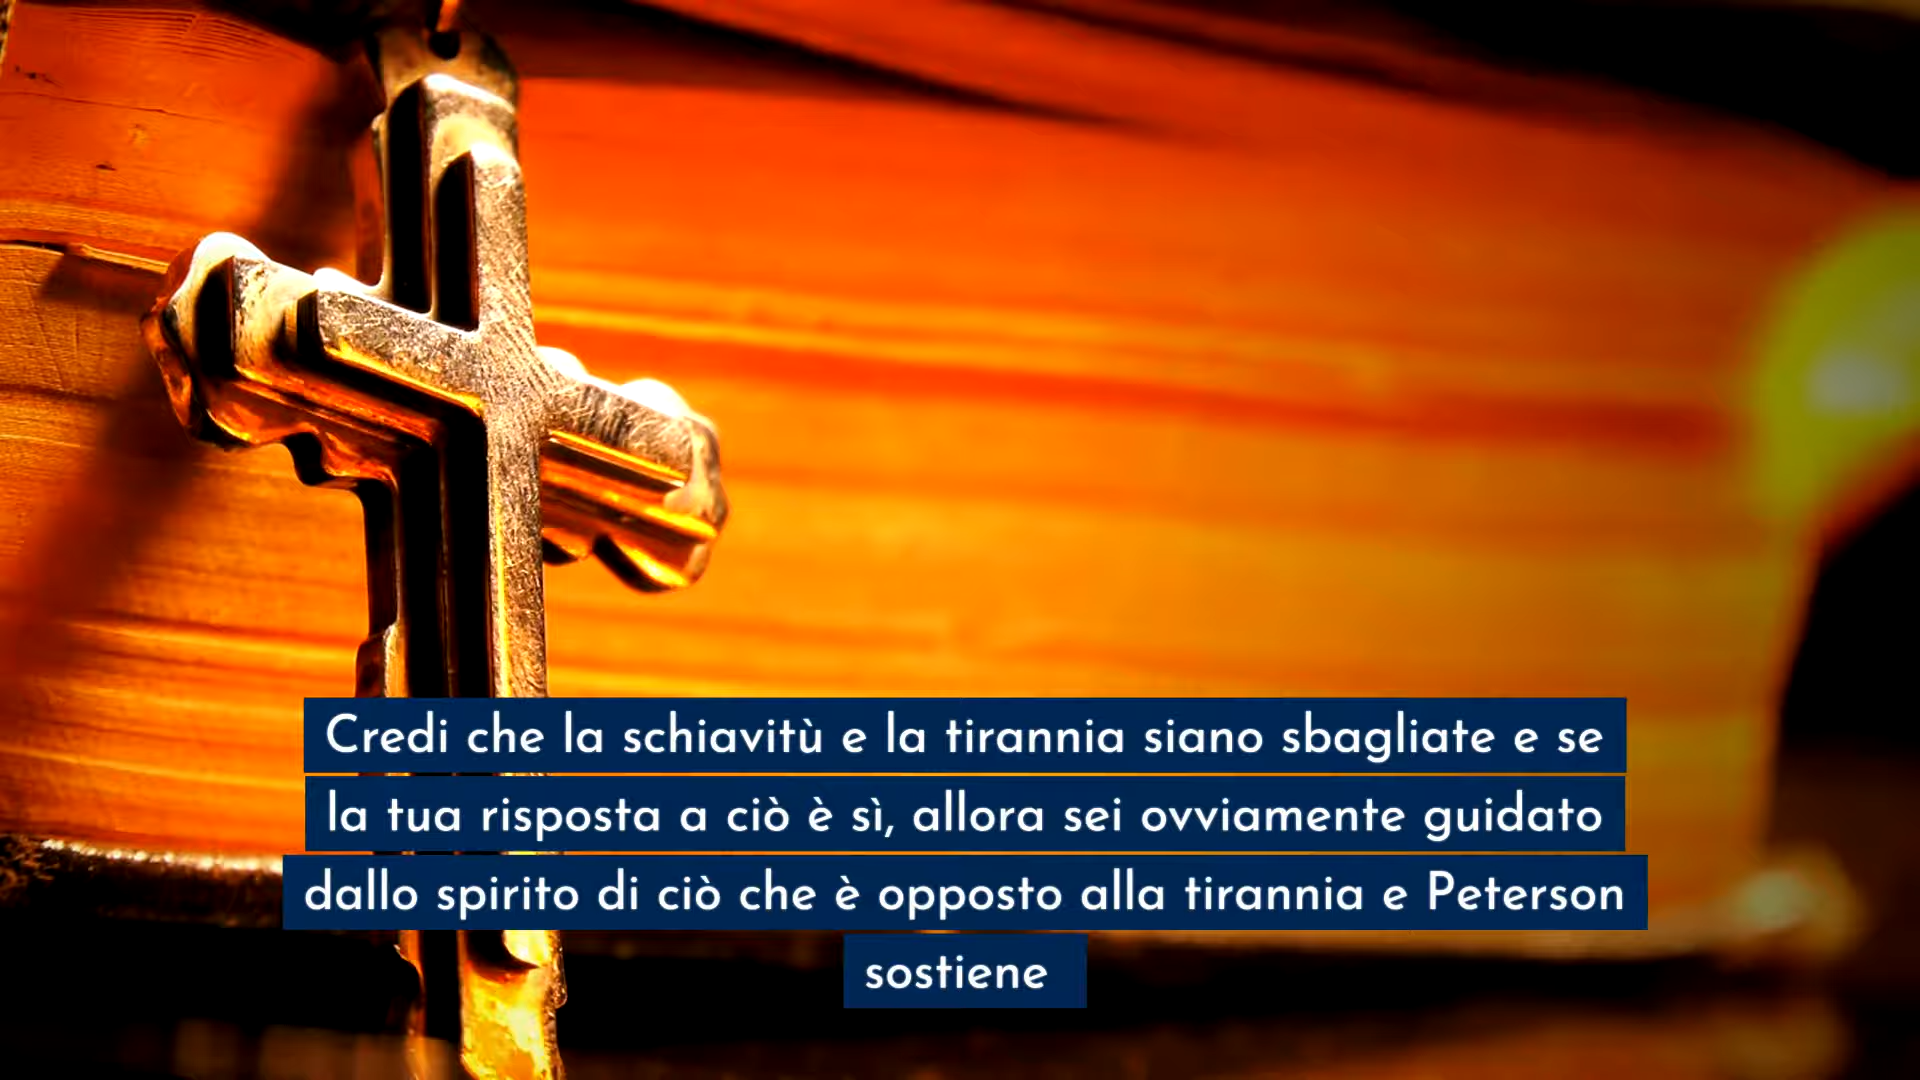 Credi che la schiavitù e la tirannia siano sbagliate e se
la tua risposta a ciò è sì, allora sei ovviamente guidato
dallo spirito di ciò che è opposto alla tirannia e Peterson
sostiene